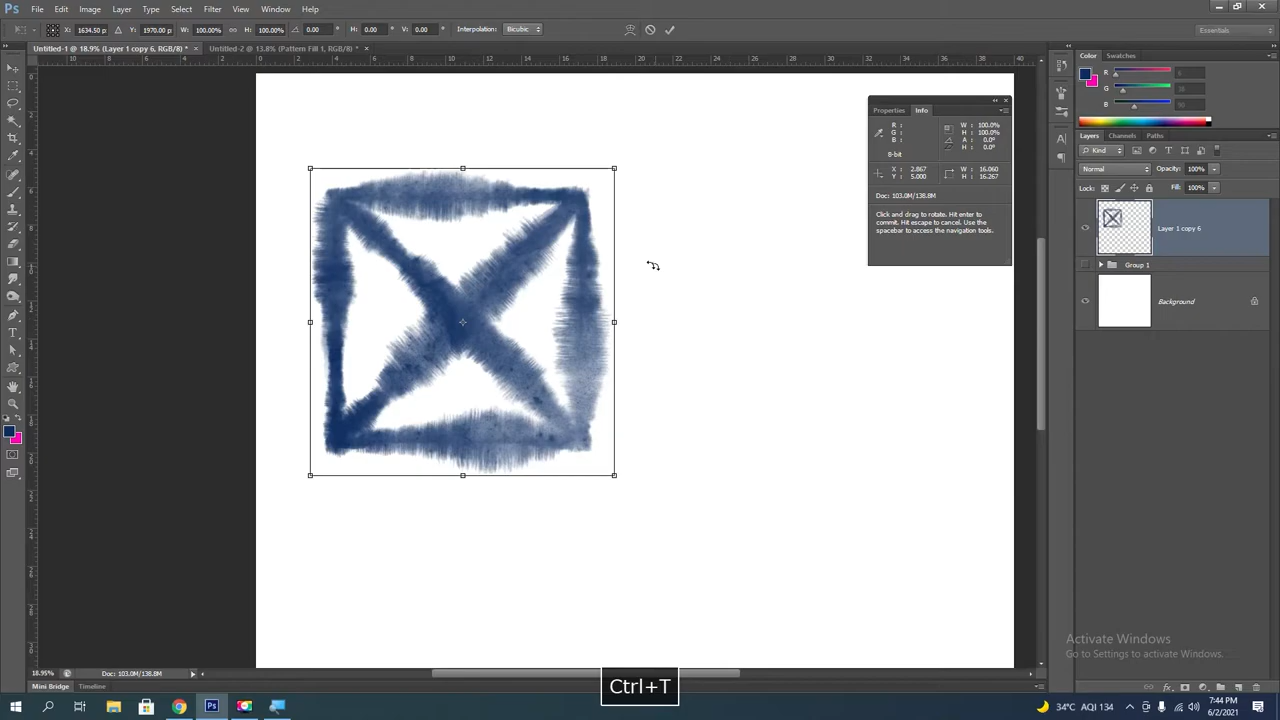 Ps File Edit Image Layer Type Select Filter View Window Help
X: 1634.50 p: Y: 1970.00 p: W: 100.00% H: 100.00% 0.00 ° H: 0.00 ° V: 0.00 ° Interpolation: Bicubic Essentials
Untitled-1 @ 18.9% (Layer 1 copy 6, RGB/8) * × Untitled-2 @ 13.8% (Pattern Fill 1, RGB/8) * ×
Color Swatches
R
G
B
Properties Info
R : W : 100.0%
G : H : 100.0%
B : A : 0.0°
H : 0.0°
8-bit
X : 2.867 W : 16.060
Y : 5.000 H : 16.267
Doc: 103.0M/138.8M
Click and drag to rotate. Hit enter to
commit. Hit escape to cancel. Use the
spacebar to access the navigation tools.
Layers Channels Paths
Kind
Normal Opacity: 100%
Lock: Fill: 100%
Layer 1 copy 6
Group 1
Background
Activate Windows
Go to Settings to activate Windows.
18.95% Doc: 103.0M/138.8M
Mini Bridge Timeline
Ctrl+T
34°C AQI 134 7:44 PM
6/2/2021